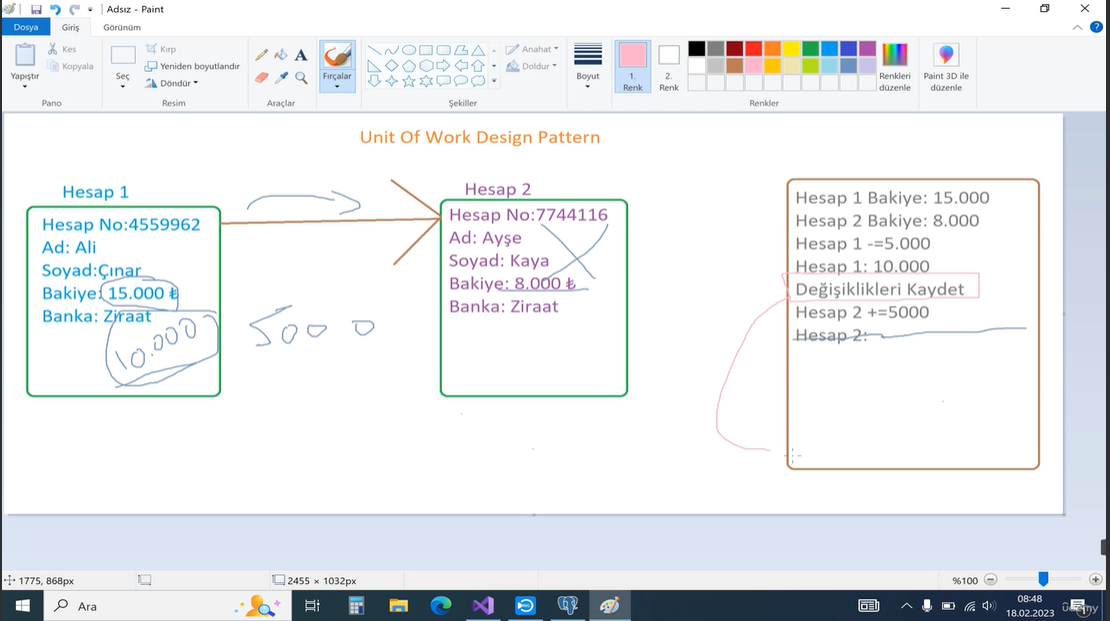 Adsız - Paint
Dosya
Giriş
Görünüm
Yapıştır
Kes
Kopyala
Pano
Seç
Kırp
Yeniden boyutlandır
Döndür
Resim
A
Araçlar
Fırçalar
Şekiller
Anahat
Doldur
Boyut
1. Renk
2. Renk
Renkler
Renkleri düzenle
Paint 3D ile düzenle
Unit Of Work Design Pattern
Hesap 1
Hesap No:4559962
Ad: Ali
Soyad:Çınar
Bakiye: 15.000 ₺
Banka: Ziraat
10.000
5000
Hesap 2
Hesap No:7744116
Ad: Ayşe
Soyad: Kaya
Bakiye: 8.000 ₺
Banka: Ziraat
Hesap 1 Bakiye: 15.000
Hesap 2 Bakiye: 8.000
Hesap 1 -=5.000
Hesap 1: 10.000
Değişiklikleri Kaydet
Hesap 2 +=5000
Hesap 2:
1775, 868px
2455 × 1032px
%100
Ara
08:48
18.02.2023
udemy